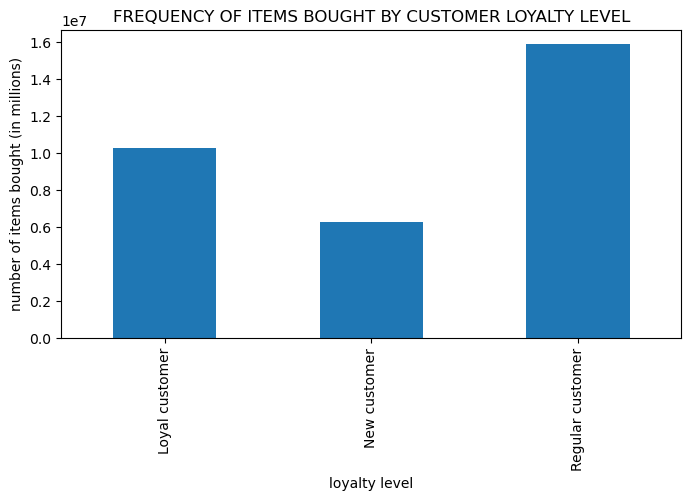 FREQUENCY OF ITEMS BOUGHT BY CUSTOMER LOYALTY LEVEL
1e7
number of items bought (in millions)
1.6
1.4
1.2
1.0
0.8
0.6
0.4
0.2
0.0
Loyal customer
New customer
Regular customer
loyalty level